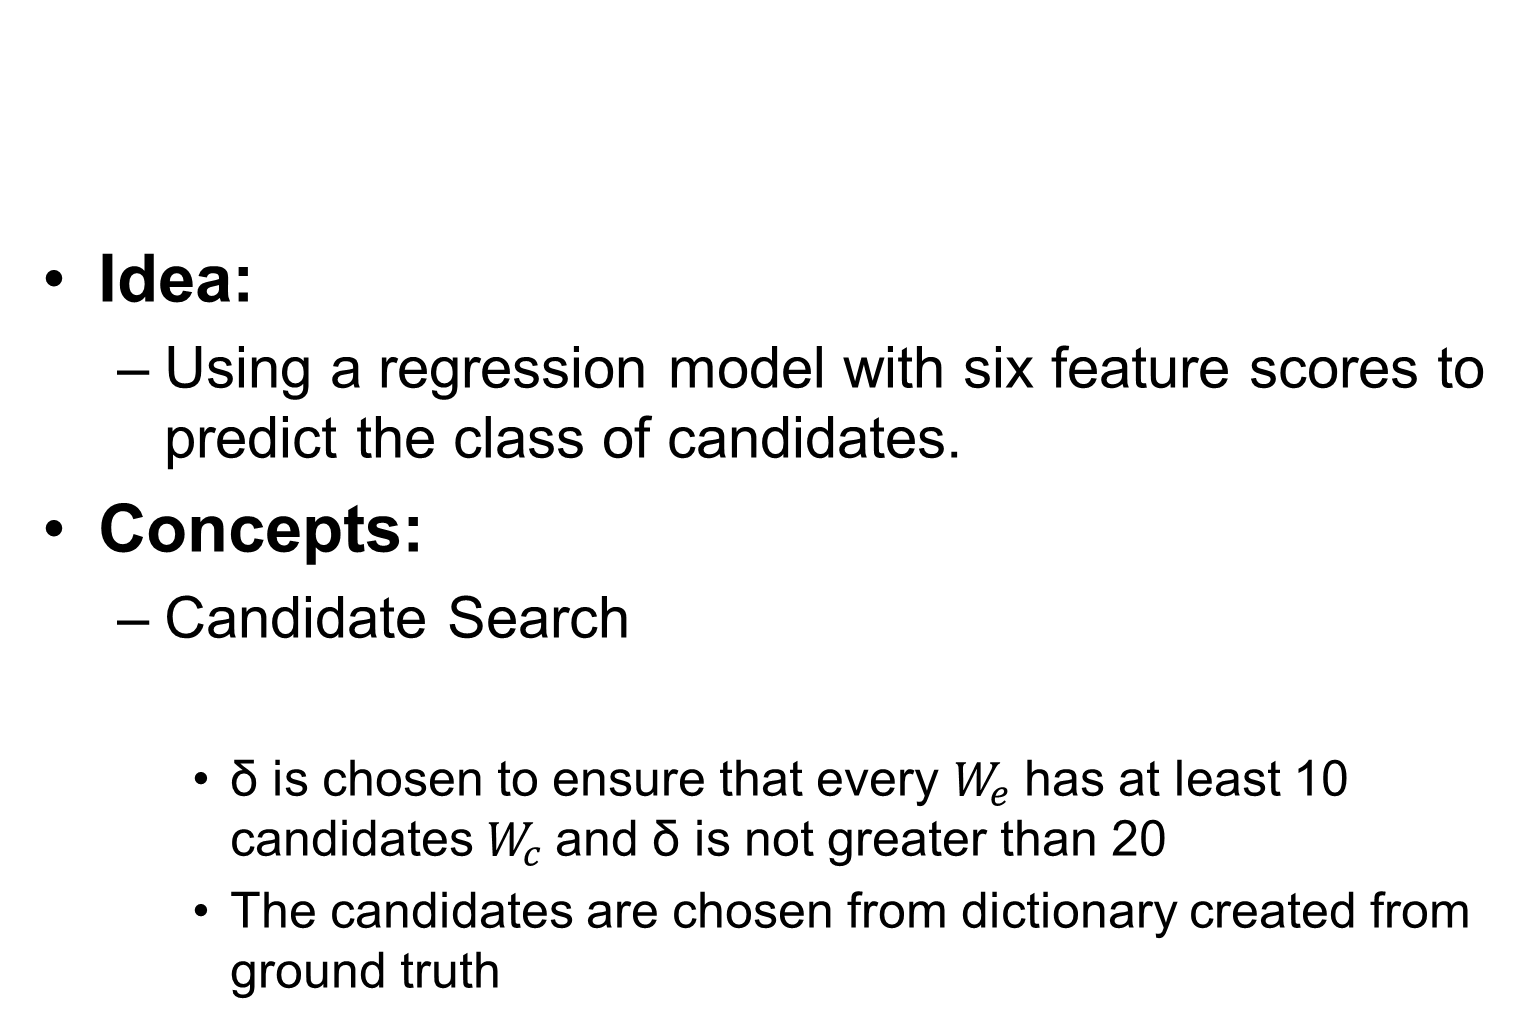 • Idea:
– Using a regression model with six feature scores to
predict the class of candidates.
• Concepts:
– Candidate Search
• δ is chosen to ensure that every 𝑊ₑ has at least 10
candidates 𝑊𝑐 and δ is not greater than 20
• The candidates are chosen from dictionary created from
ground truth